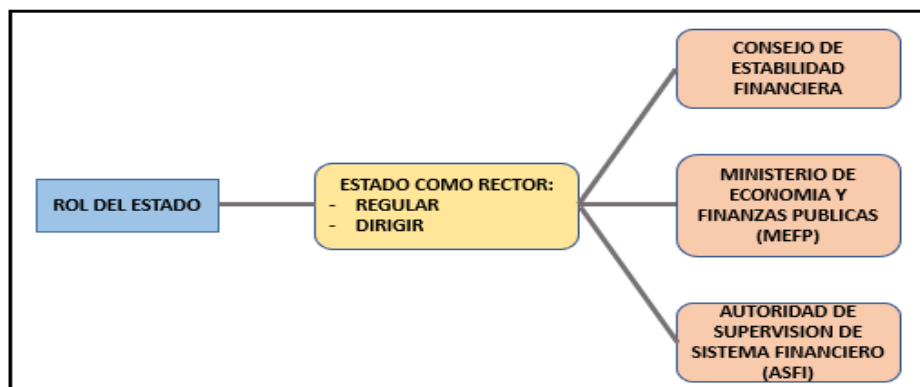 ROL DEL ESTADO
ESTADO COMO RECTOR:
- REGULAR
- DIRIGIR
CONSEJO DE
ESTABILIDAD
FINANCIERA
MINISTERIO DE
ECONOMIA Y
FINANZAS PUBLICAS
(MEFP)
AUTORIDAD DE
SUPERVISION DE
SISTEMA FINANCIERO
(ASFI)